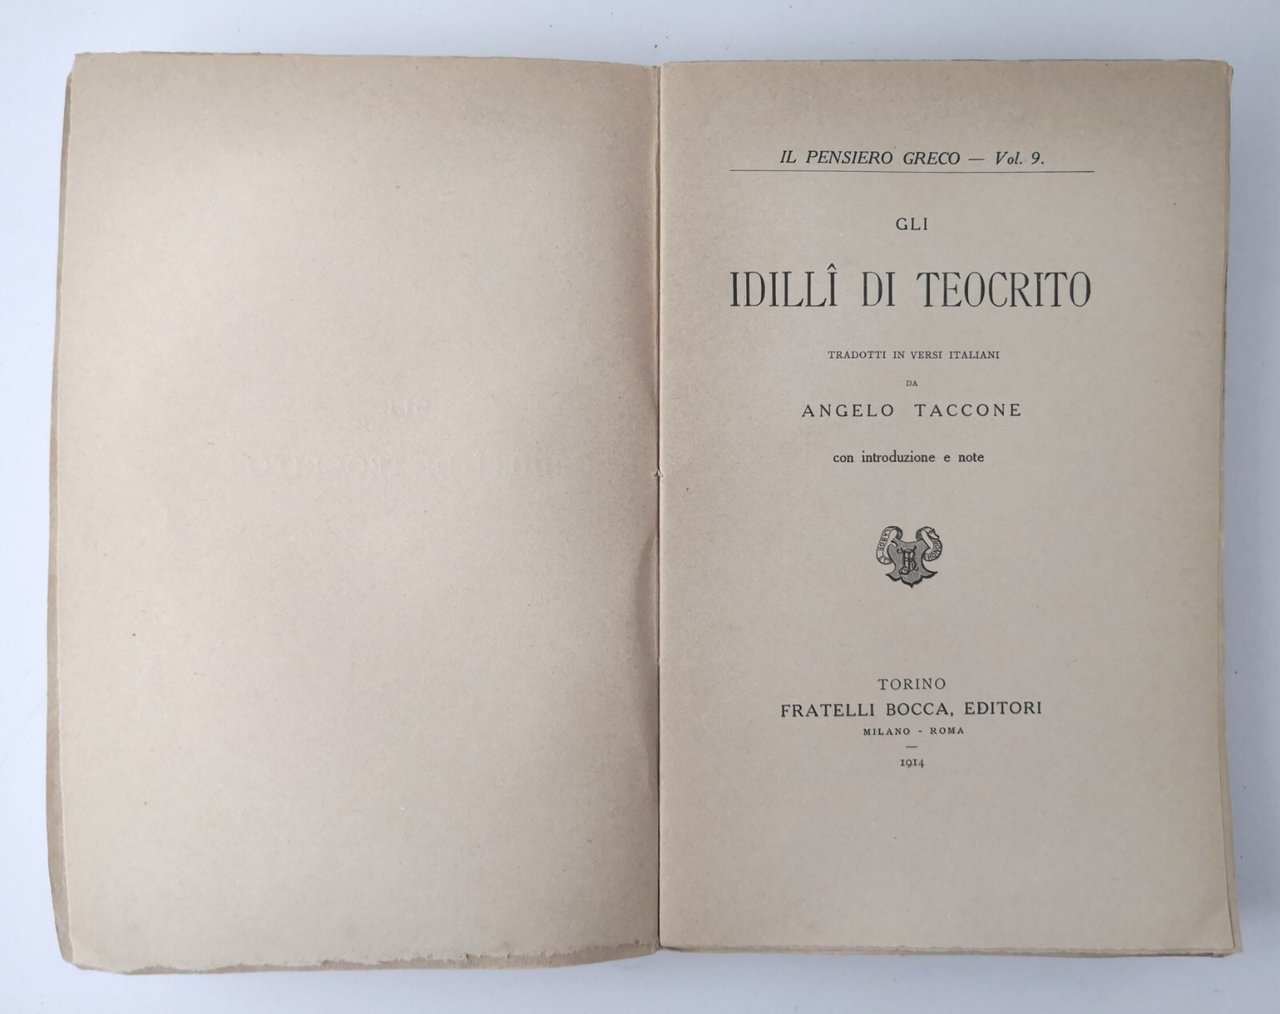 IL PENSIERO GRECO — Vol. 9.
GLI
IDILLÎ DI TEOCRITO
TRADOTTI IN VERSI ITALIANI
DA
ANGELO TACCONE
con introduzione e note
TORINO
FRATELLI BOCCA, EDITORI
MILANO - ROMA
1914